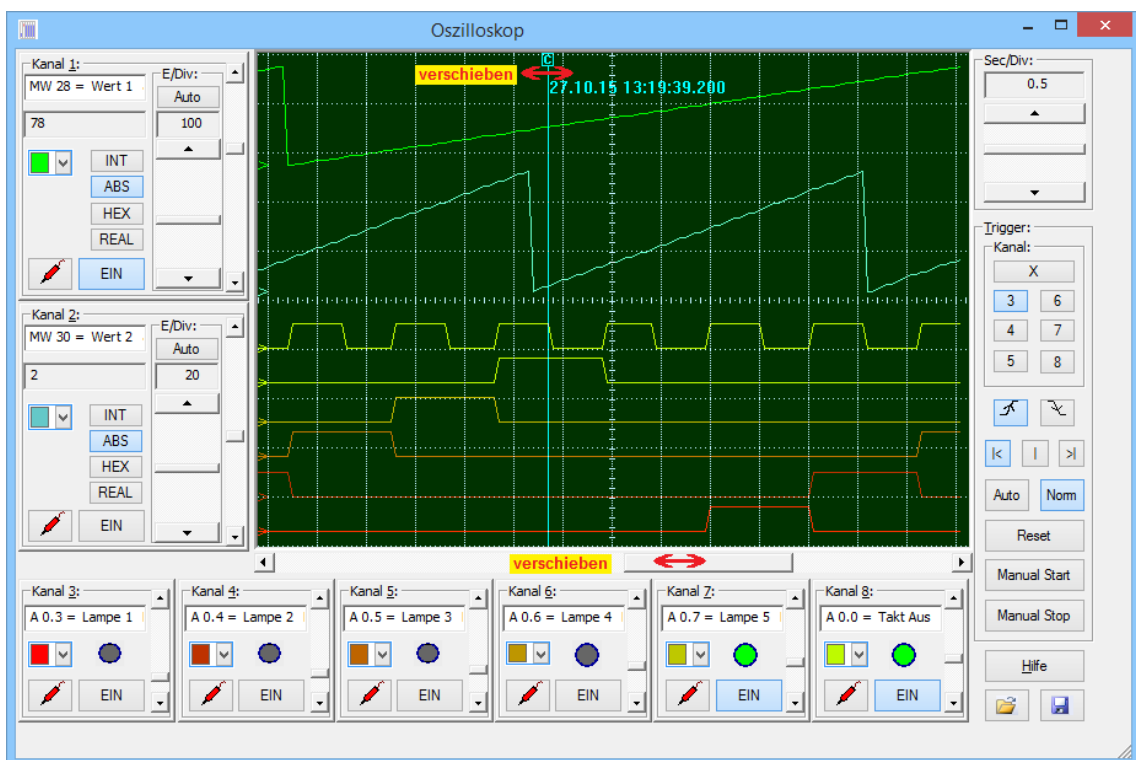 Oszilloskop
Kanal 1:
MW 28 = Wert 1
78
INT
ABS
HEX
REAL
EIN
E/Div:
Auto
100
Kanal 2:
MW 30 = Wert 2
2
INT
ABS
HEX
REAL
EIN
E/Div:
Auto
20
C
verschieben
27.10.15 13:19:39.200
verschieben
Sec/Div:
0.5
Trigger:
Kanal:
X
3 6
4 7
5 8
|< | >|
Auto Norm
Reset
Manual Start
Manual Stop
Hilfe
Kanal 3:
A 0.3 = Lampe 1
EIN
Kanal 4:
A 0.4 = Lampe 2
EIN
Kanal 5:
A 0.5 = Lampe 3
EIN
Kanal 6:
A 0.6 = Lampe 4
EIN
Kanal 7:
A 0.7 = Lampe 5
EIN
Kanal 8:
A 0.0 = Takt Aus
EIN